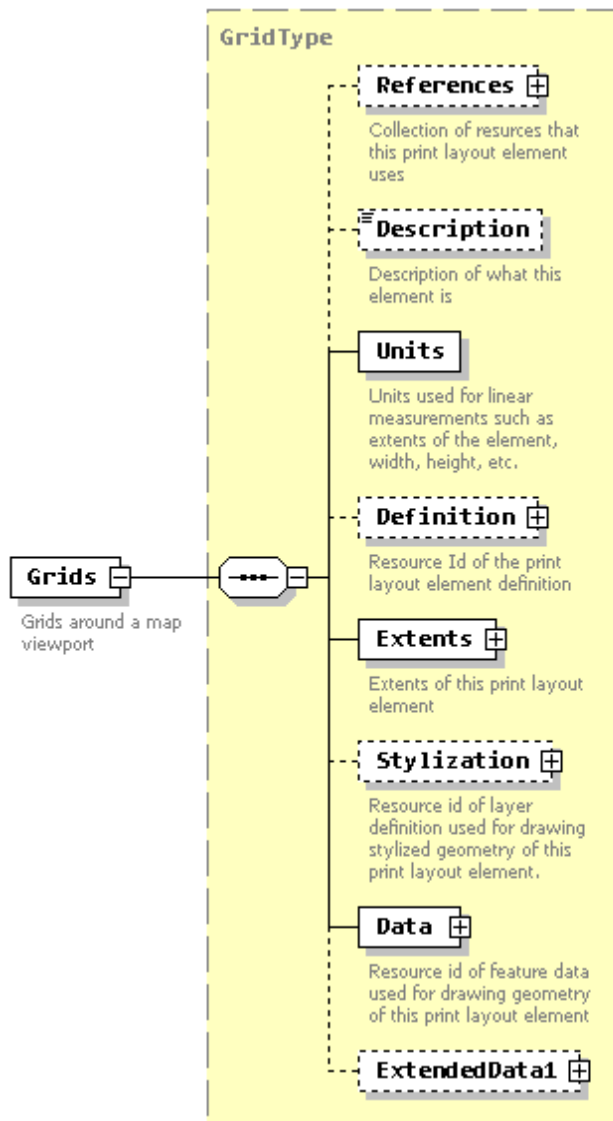 GridType
References
Collection of resurces that
this print layout element
uses
Description
Description of what this
element is
Units
Units used for linear
measurements such as
extents of the element,
width, height, etc.
Definition
Resource Id of the print
layout element definition
Grids
Grids around a map
viewport
Extents
Extents of this print layout
element
Stylization
Resource id of layer
definition used for drawing
stylized geometry of this
print layout element.
Data
Resource id of feature data
used for drawing geometry
of this print layout element
ExtendedData1